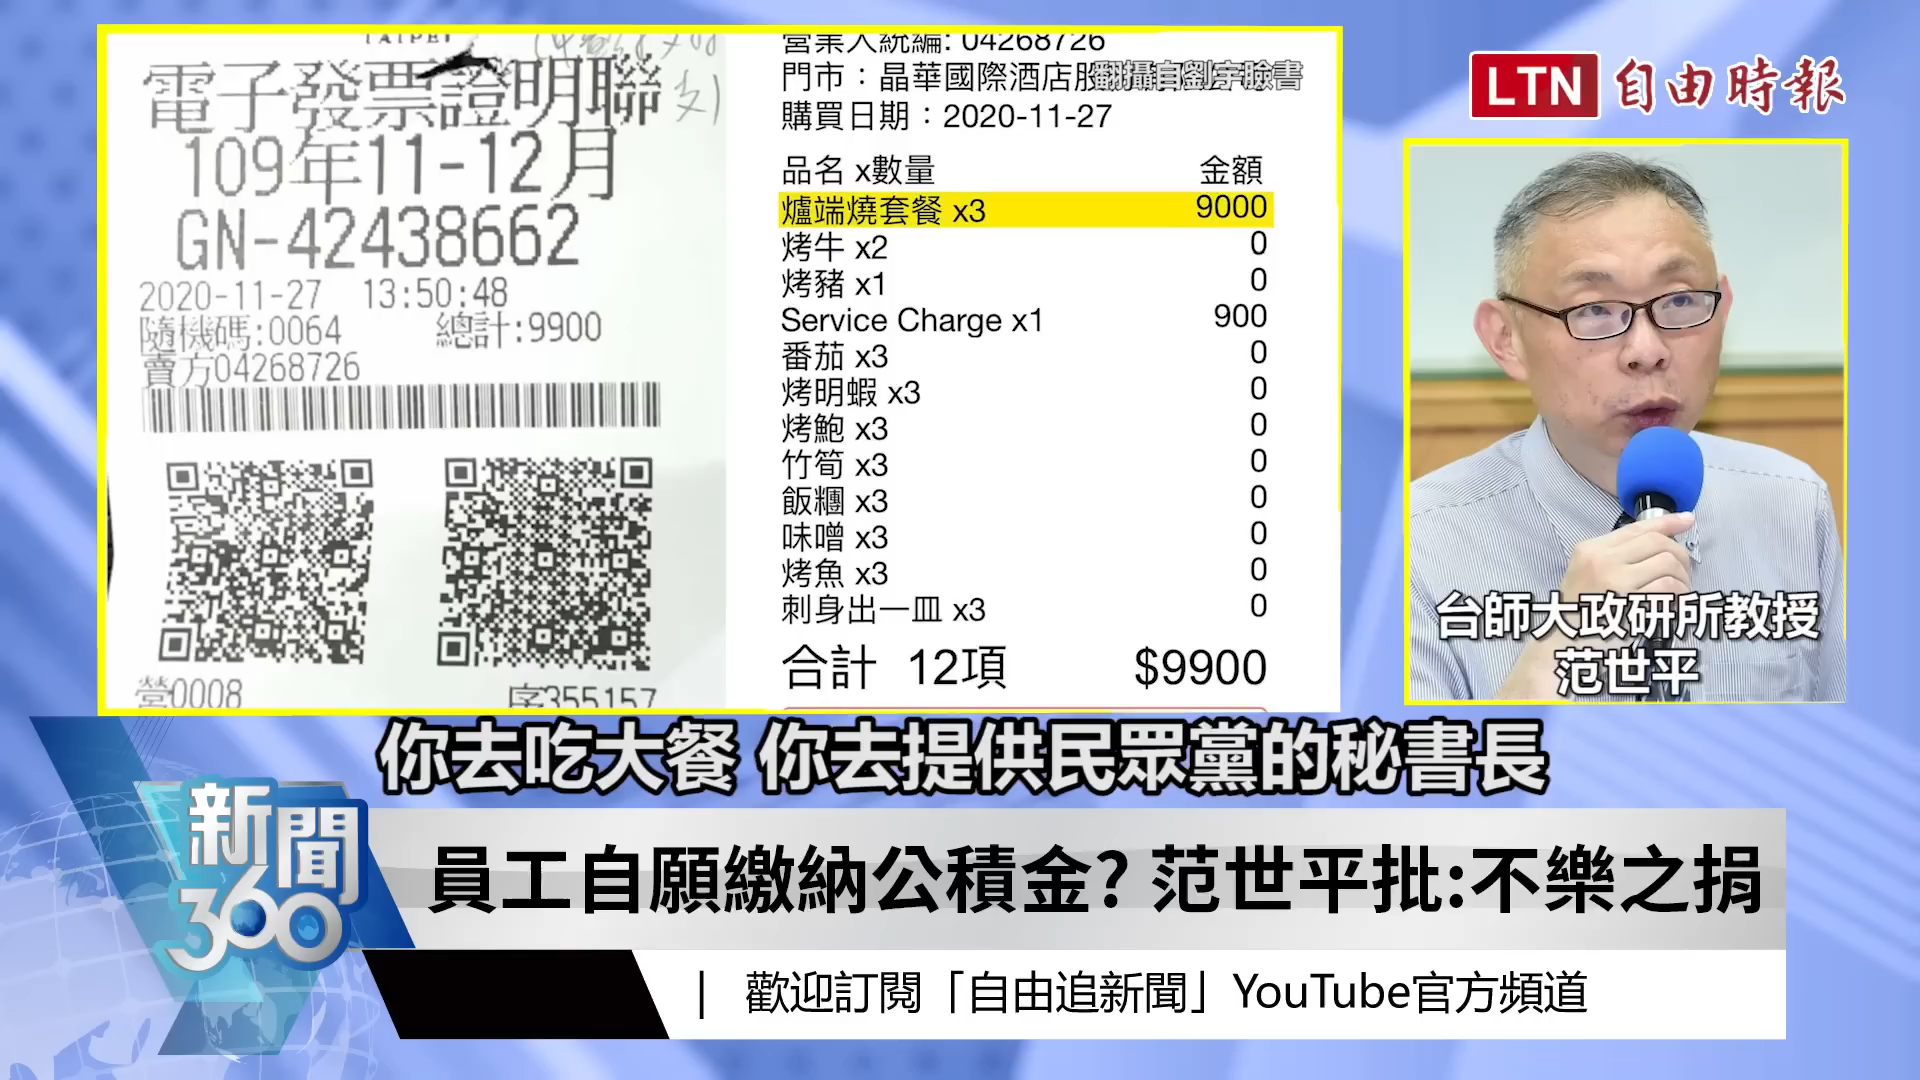 TAIPEI
電子發票證明聯
109年11-12月
GN-42438662
2020-11-27 13:50:48
隨機碼:0064 總計:9900
賣方04268726
營0008 序355157
營業人統編: 04268726
門市：晶華國際酒店股
翻攝自劉宇臉書
購買日期：2020-11-27
品名 x數量 金額
爐端燒套餐 x3 9000
烤牛 x2 0
烤豬 x1 0
Service Charge x1 900
番茄 x3 0
烤明蝦 x3 0
烤鮑 x3 0
竹筍 x3 0
飯糰 x3 0
味噌 x3 0
烤魚 x3 0
刺身出一皿 x3 0
合計 12項 $9900
LTN 自由時報
台師大政研所教授
范世平
你去吃大餐 你去提供民眾黨的秘書長
新聞
360
員工自願繳納公積金? 范世平批:不樂之捐
| 歡迎訂閱「自由追新聞」YouTube官方頻道